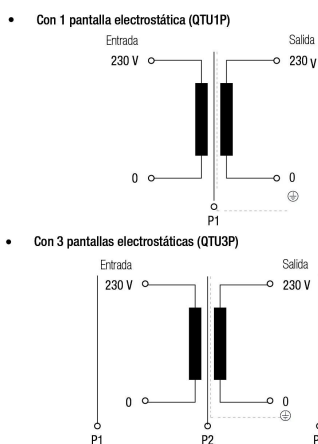 • Con 1 pantalla electrostática (QTU1P)
Entrada Salida
230 V 230 V
0 0
P1
• Con 3 pantallas electrostáticas (QTU3P)
Entrada Salida
230 V 230 V
0 0
P1 P2